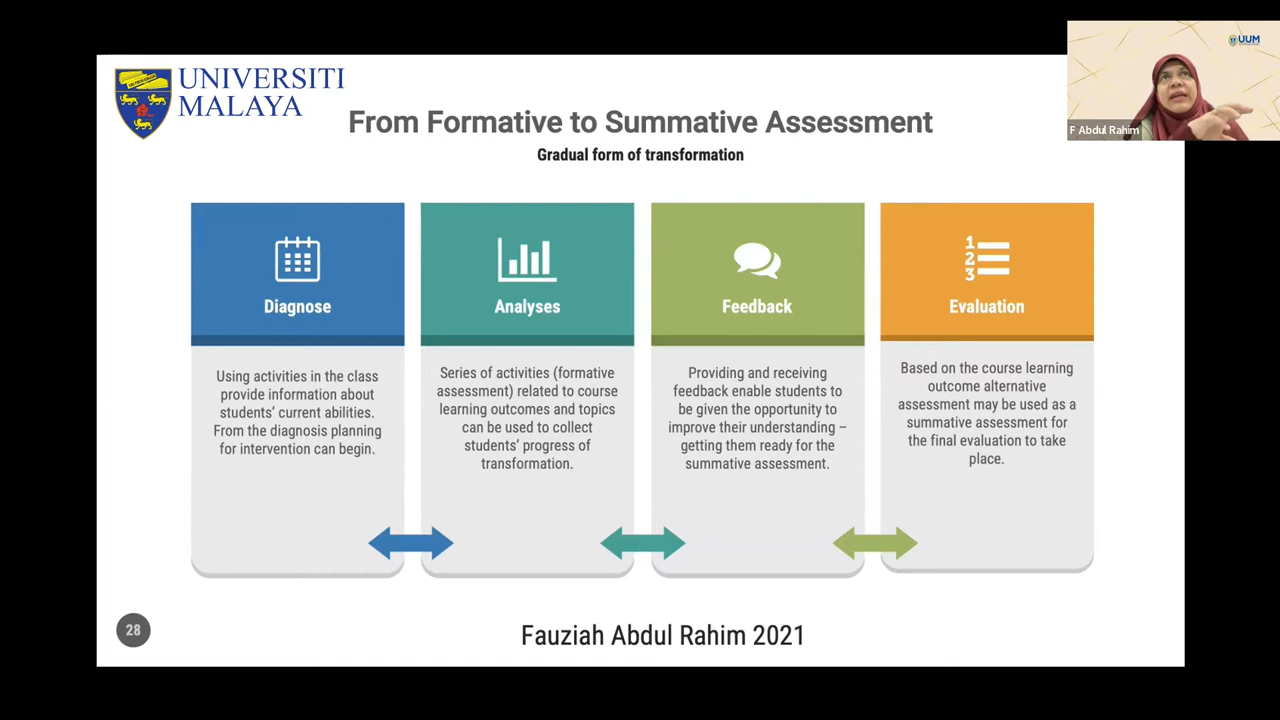 UNIVERSITI
MALAYA
From Formative to Summative Assessment
Gradual form of transformation
UUM
F Abdul Rahim
Diagnose
Using activities in the class
provide information about
students' current abilities.
From the diagnosis planning
for intervention can begin.
Analyses
Series of activities (formative
assessment) related to course
learning outcomes and topics
can be used to collect
students' progress of
transformation.
Feedback
Providing and receiving
feedback enable students to
be given the opportunity to
improve their understanding –
getting them ready for the
summative assessment.
1
2
3
Evaluation
Based on the course learning
outcome alternative
assessment may be used as a
summative assessment for
the final evaluation to take
place.
28
Fauziah Abdul Rahim 2021